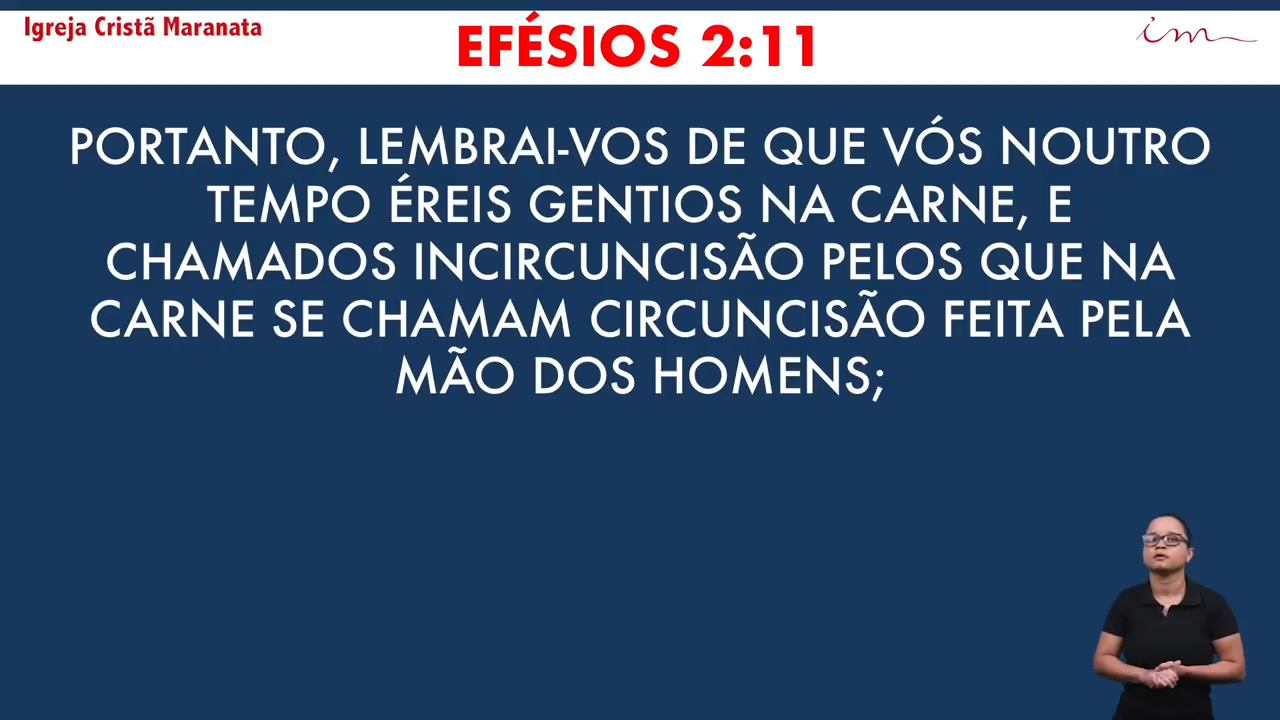 Igreja Cristã Maranata
EFÉSIOS 2:11
im
PORTANTO, LEMBRAI-VOS DE QUE VÓS NOUTRO
TEMPO ÉREIS GENTIOS NA CARNE, E
CHAMADOS INCIRCUNCISÃO PELOS QUE NA
CARNE SE CHAMAM CIRCUNCISÃO FEITA PELA
MÃO DOS HOMENS;